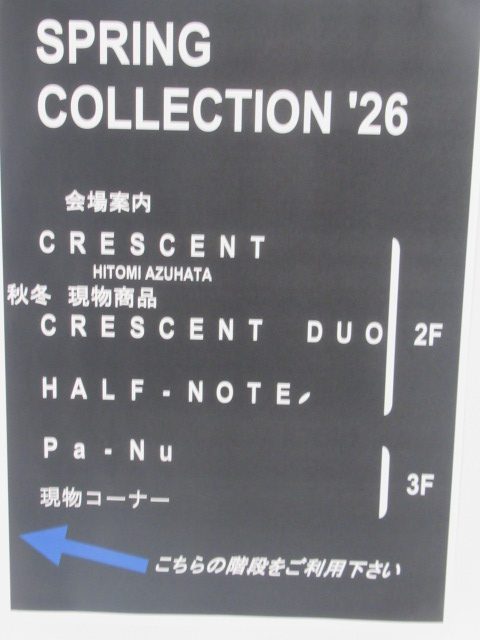 SPRING
COLLECTION '26
会場案内
CRESCENT
HITOMI AZUHATA
秋冬 現物商品
CRESCENT DUO
2F
HALF-NOTE
Pa-Nu
現物コーナー
3F
こちらの階段をご利用下さい